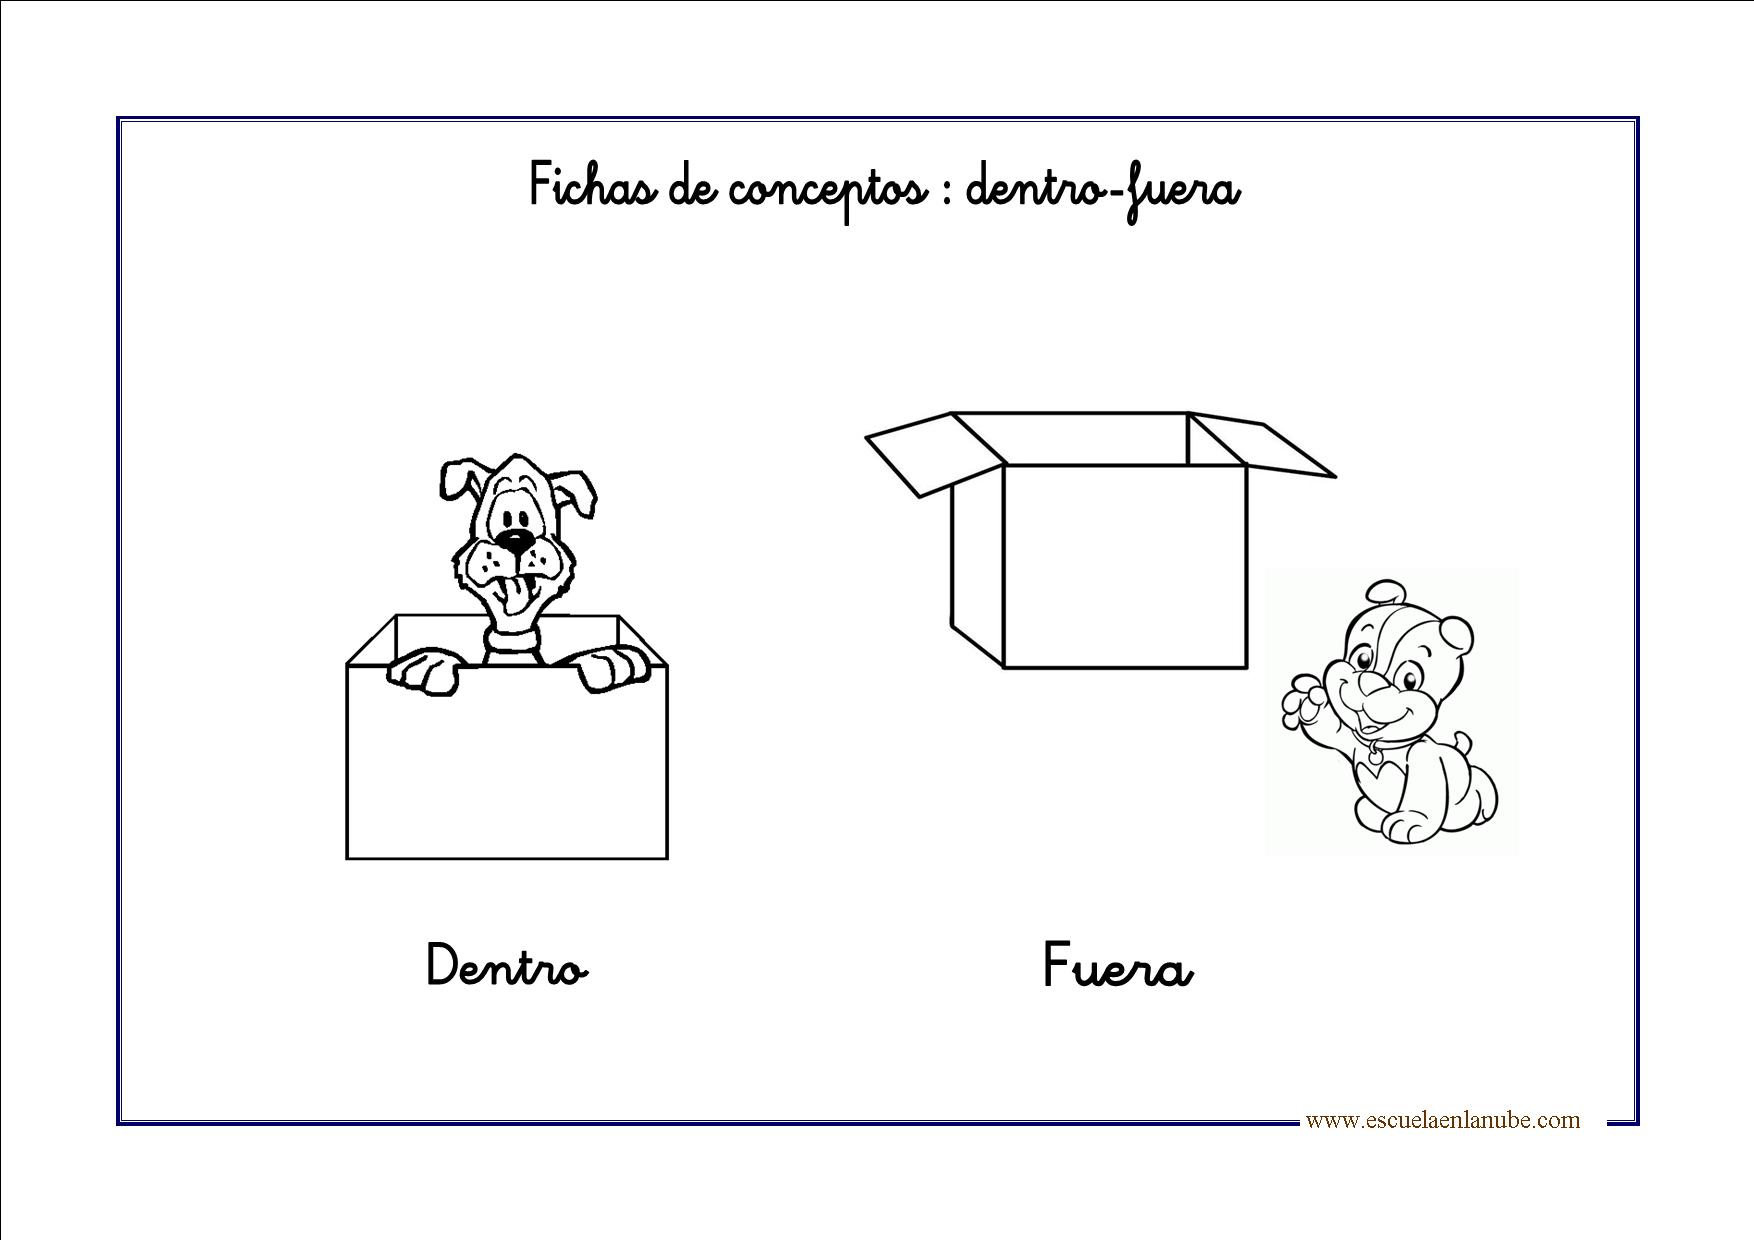 Fichas de conceptos : dentro-fuera
Dentro
Fuera
www.escuelaenlanube.com